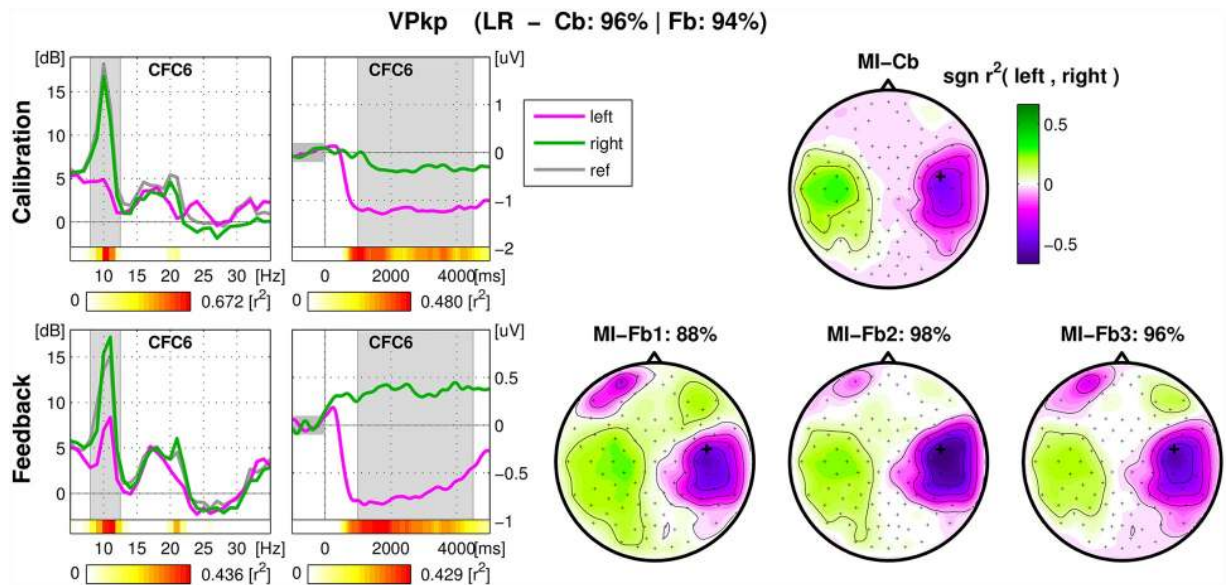 VPkp (LR − Cb: 96% | Fb: 94%)
Calibration
[dB]
CFC6
15
10
5
0
10 15 20 25 30 [Hz]
0 0.672 [r²]
CFC6
[uV]
1
0
−1
−2
0 2000 4000 [ms]
0 0.480 [r²]
left
right
ref
MI−Cb
sgn r²( left , right )
0.5
0
−0.5
Feedback
[dB]
CFC6
15
10
5
0
10 15 20 25 30 [Hz]
0 0.436 [r²]
CFC6
[uV]
0.5
0
−0.5
−1
0 2000 4000 [ms]
0 0.429 [r²]
MI−Fb1: 88%
MI−Fb2: 98%
MI−Fb3: 96%